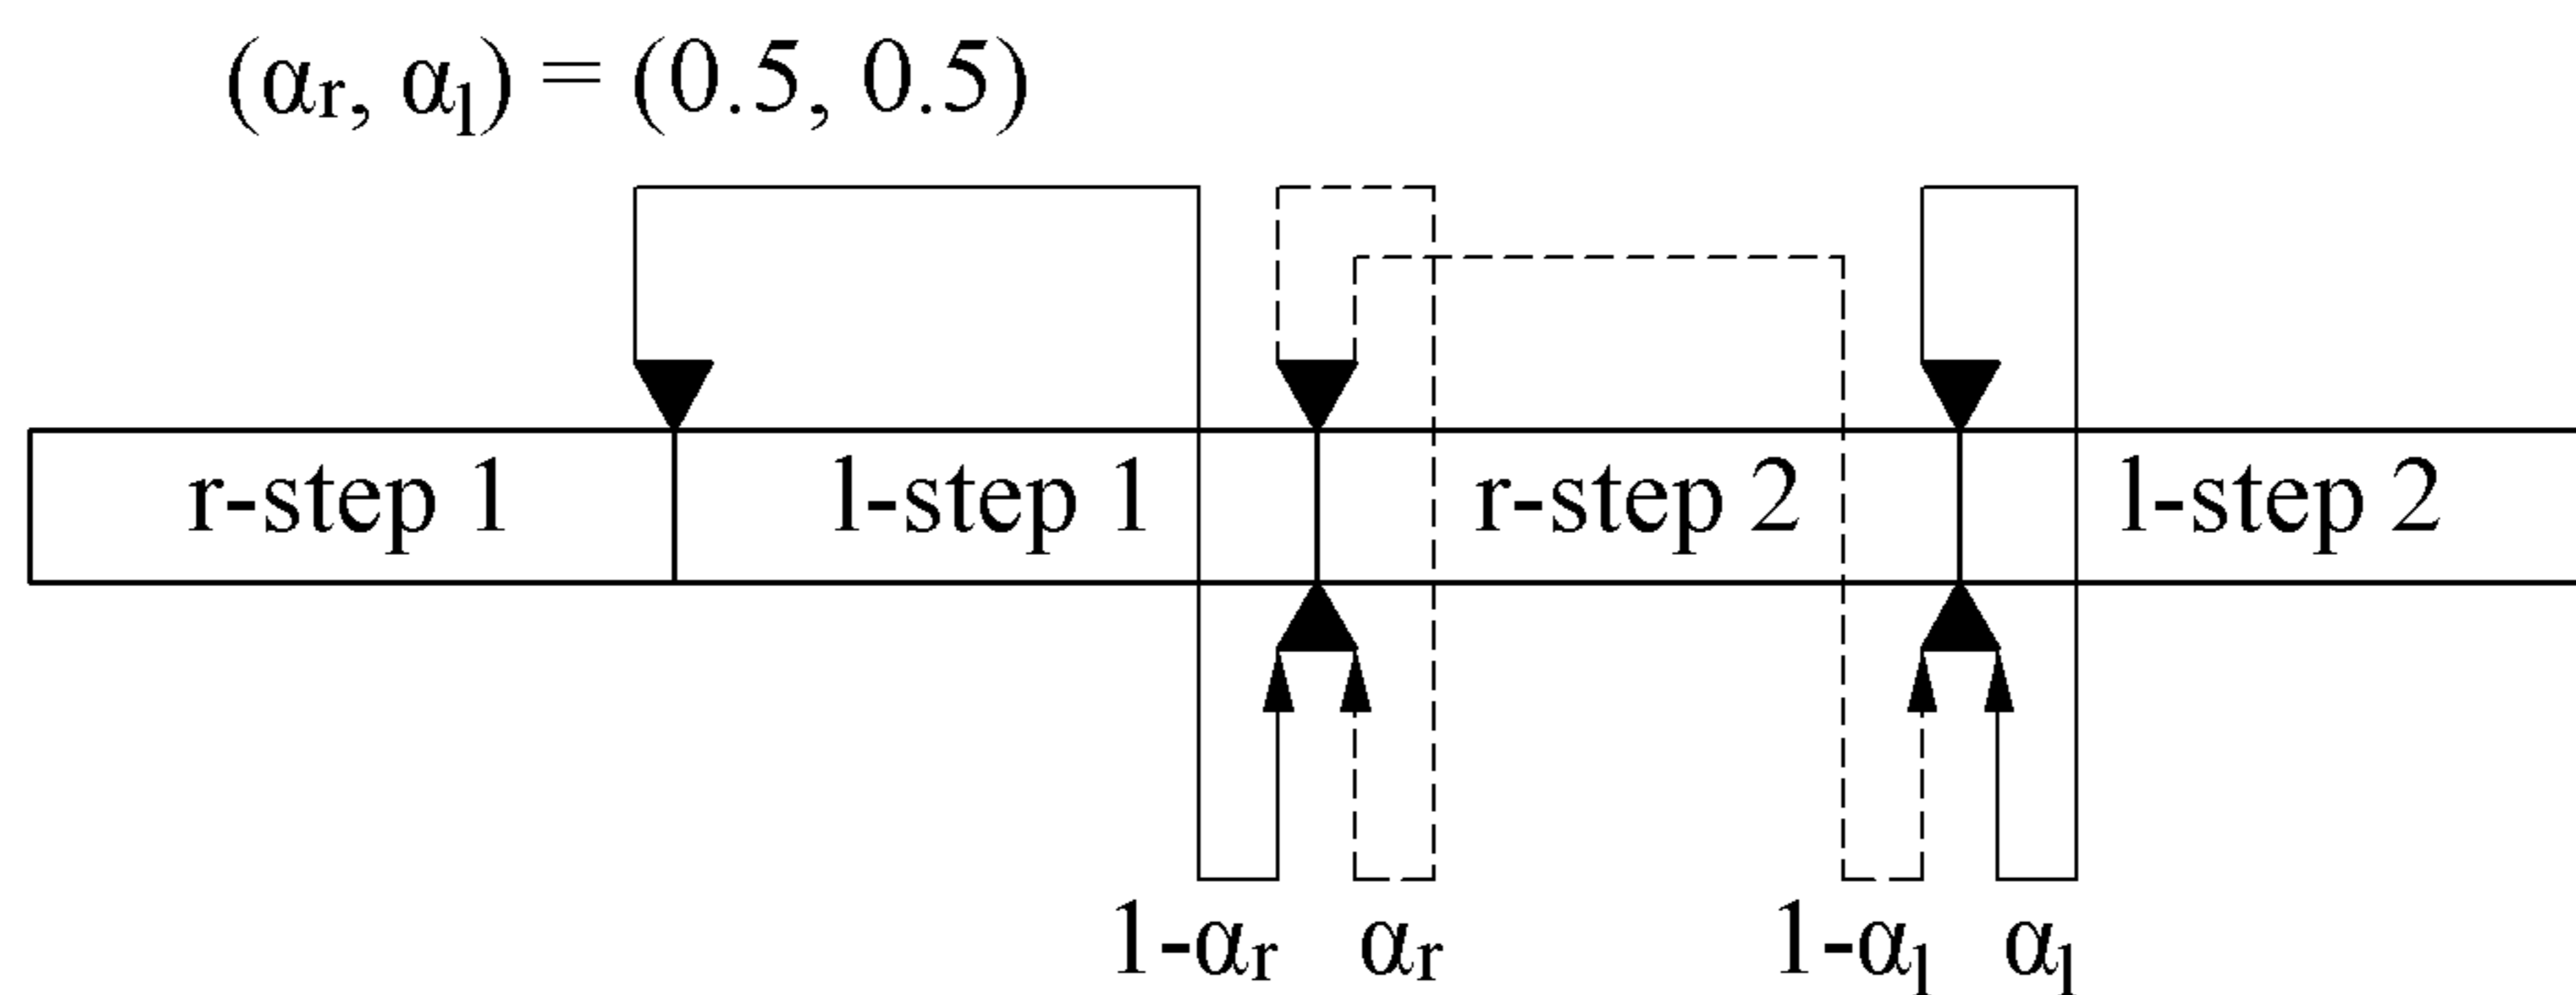 (αr, αl) = (0.5, 0.5)
r-step 1 l-step 1 r-step 2 l-step 2
1-αr αr 1-αl αl